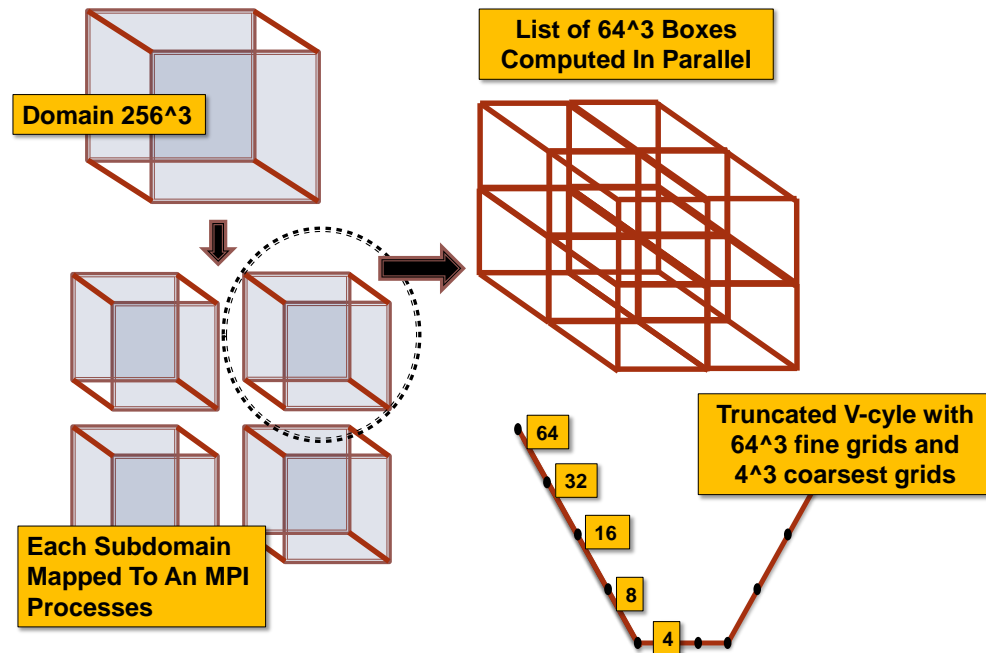 List of 64^3 Boxes
Computed In Parallel
Domain 256^3
Truncated V-cyle with
64^3 fine grids and
4^3 coarsest grids
64
32
16
8
4
Each Subdomain
Mapped To An MPI
Processes